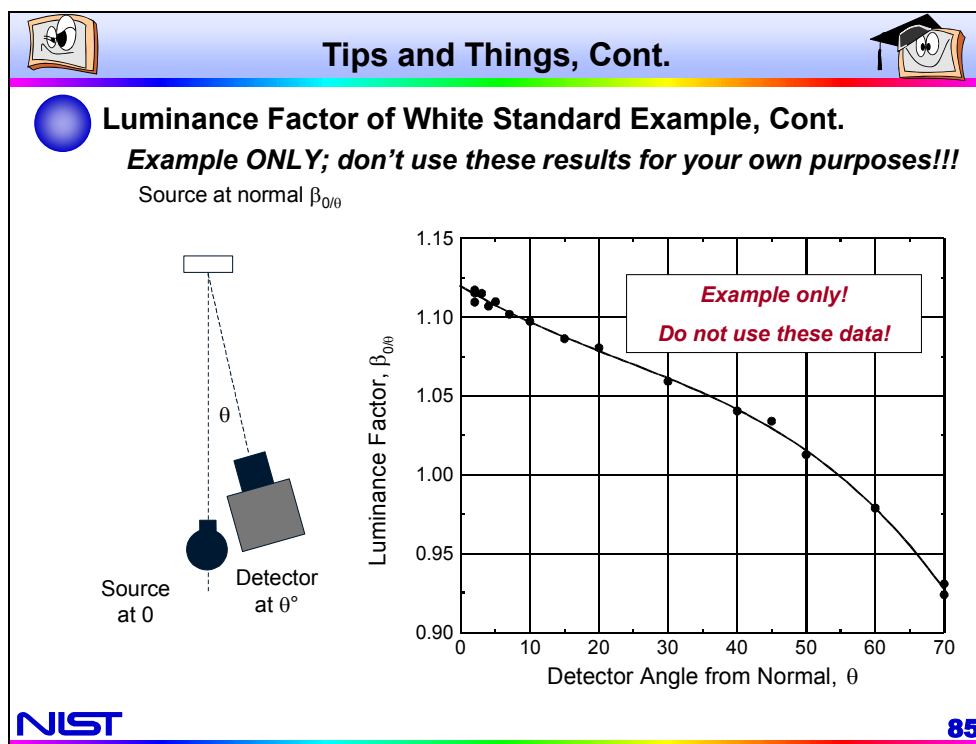 Tips and Things, Cont.
Luminance Factor of White Standard Example, Cont.
Example ONLY; don't use these results for your own purposes!!!
Source at normal β0/θ
θ
Source
at 0
Detector
at θ°
Luminance Factor, β0/θ
1.15
1.10
1.05
1.00
0.95
0.90
Example only!
Do not use these data!
0 10 20 30 40 50 60 70
Detector Angle from Normal, θ
NIST
85